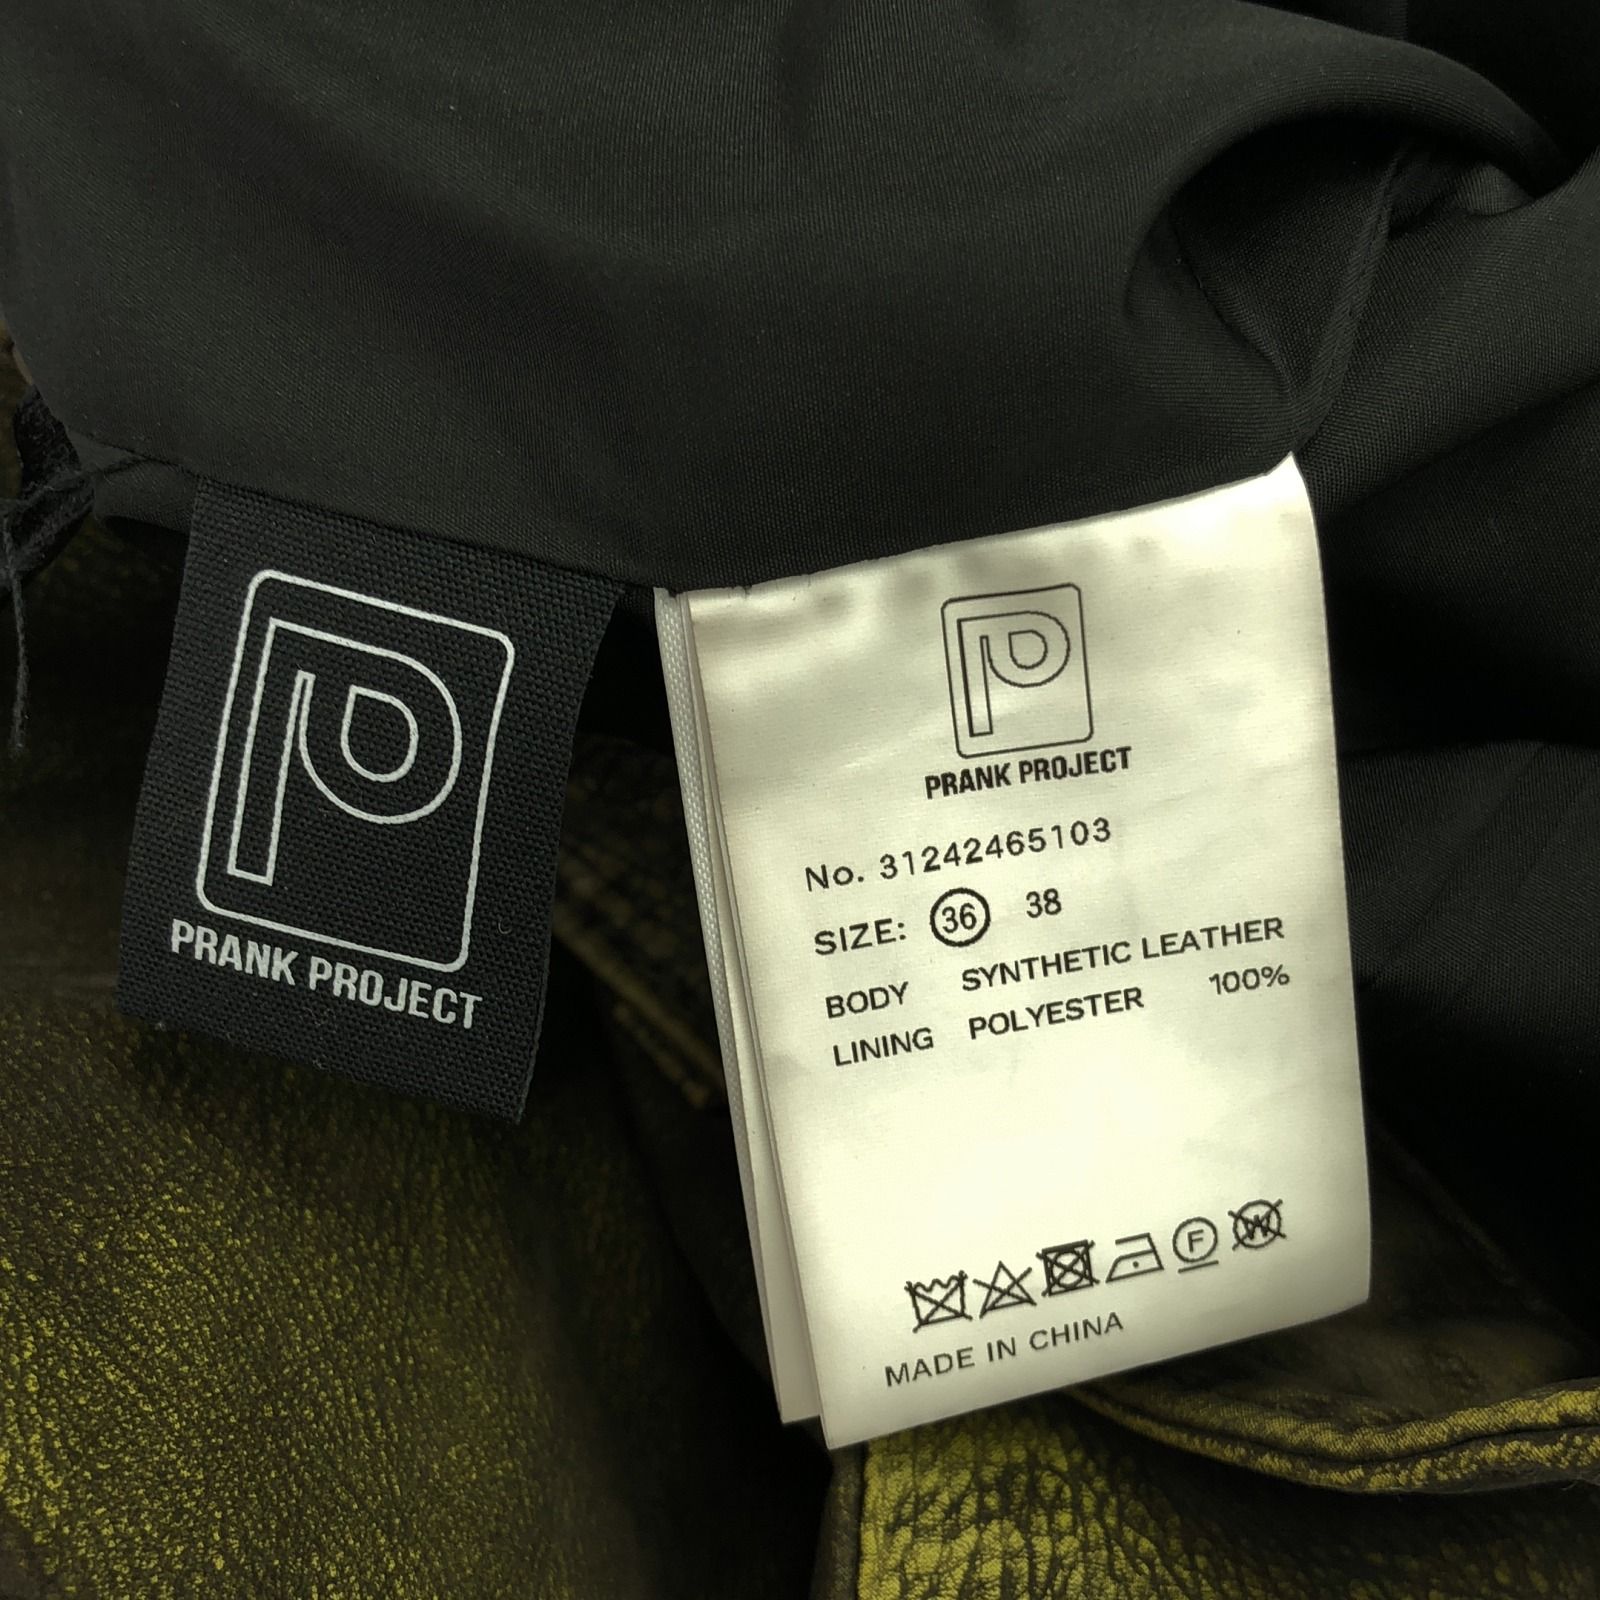 PRANK PROJECT
PRANK PROJECT
No. 31242465103
SIZE: 36 38
BODY SYNTHETIC LEATHER
LINING POLYESTER 100%
F
W
MADE IN CHINA